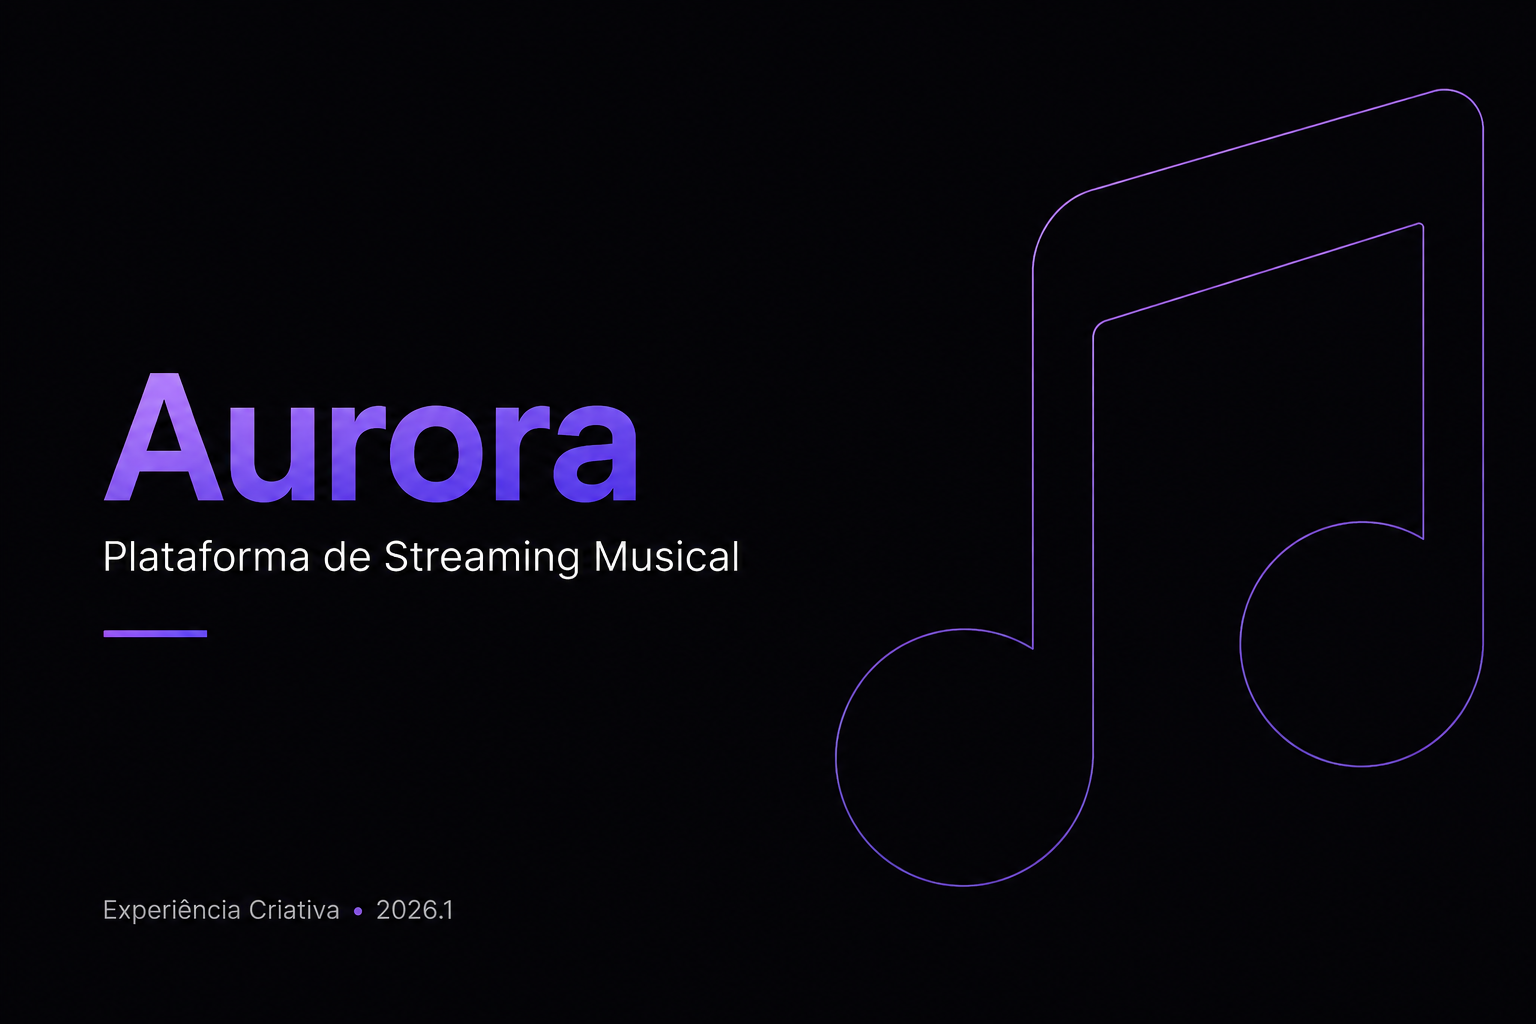 Aurora
Plataforma de Streaming Musical
Experiência Criativa • 2026.1